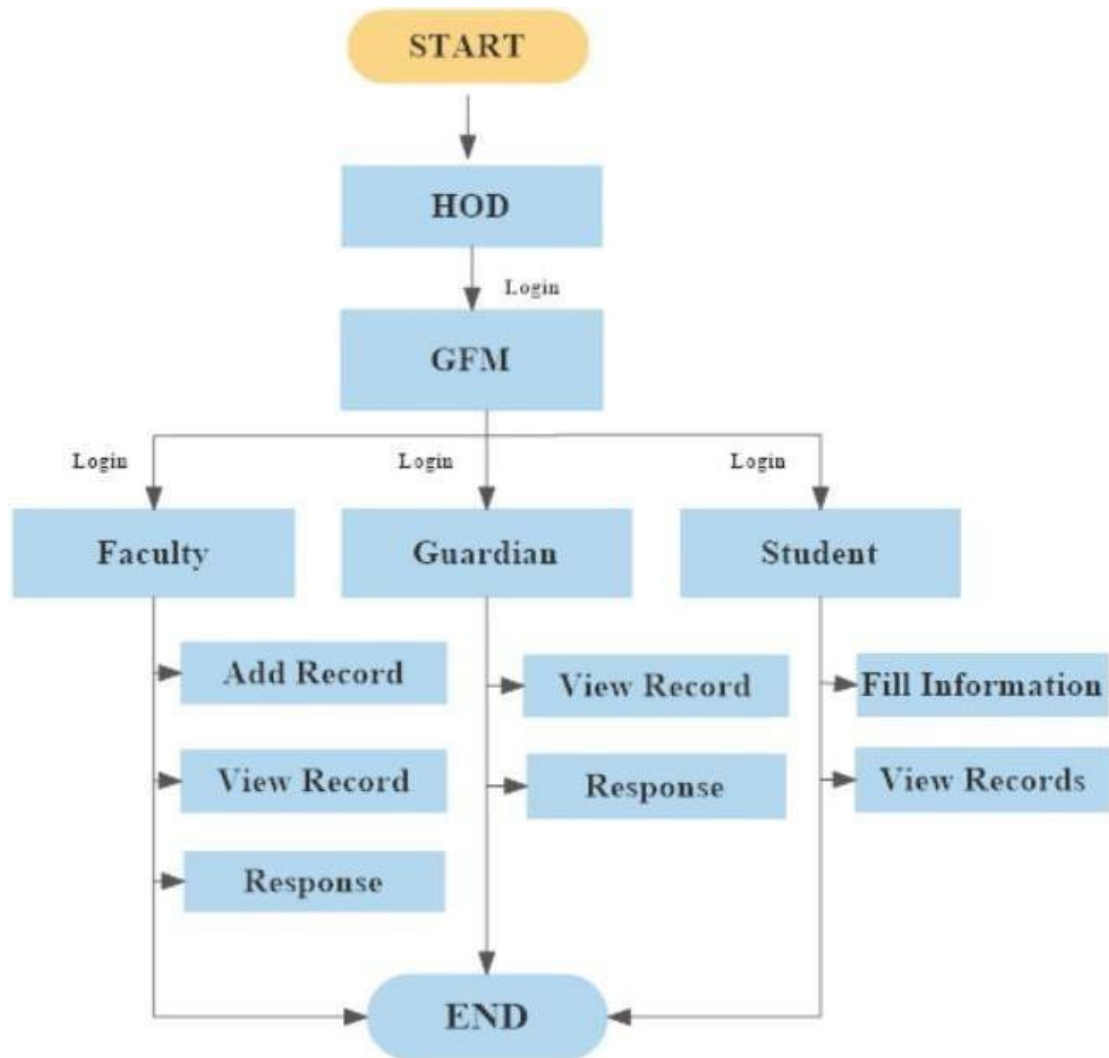 START
HOD
Login
GFM
Login
Login
Login
Faculty
Guardian
Student
Add Record
View Record
Response
View Record
Response
Fill Information
View Records
END